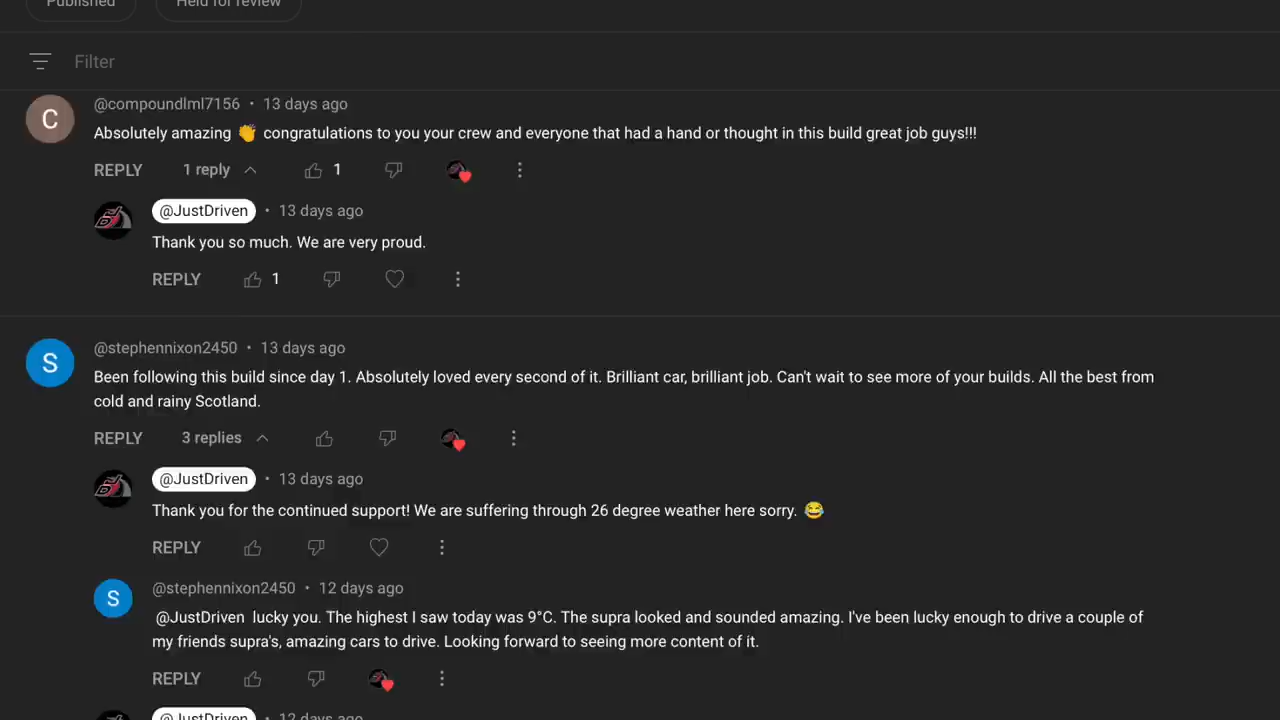 Published Held for review
Filter
C
@compoundlml7156 • 13 days ago
Absolutely amazing 👏 congratulations to you your crew and everyone that had a hand or thought in this build great job guys!!!
REPLY 1 reply 1
@JustDriven • 13 days ago
Thank you so much. We are very proud.
REPLY 1
S
@stephennixon2450 • 13 days ago
Been following this build since day 1. Absolutely loved every second of it. Brilliant car, brilliant job. Can't wait to see more of your builds. All the best from
cold and rainy Scotland.
REPLY 3 replies
@JustDriven • 13 days ago
Thank you for the continued support! We are suffering through 26 degree weather here sorry. 😂
REPLY
S
@stephennixon2450 • 12 days ago
@JustDriven lucky you. The highest I saw today was 9°C. The supra looked and sounded amazing. I've been lucky enough to drive a couple of
my friends supra's, amazing cars to drive. Looking forward to seeing more content of it.
REPLY
@JustDriven • 12 days ago